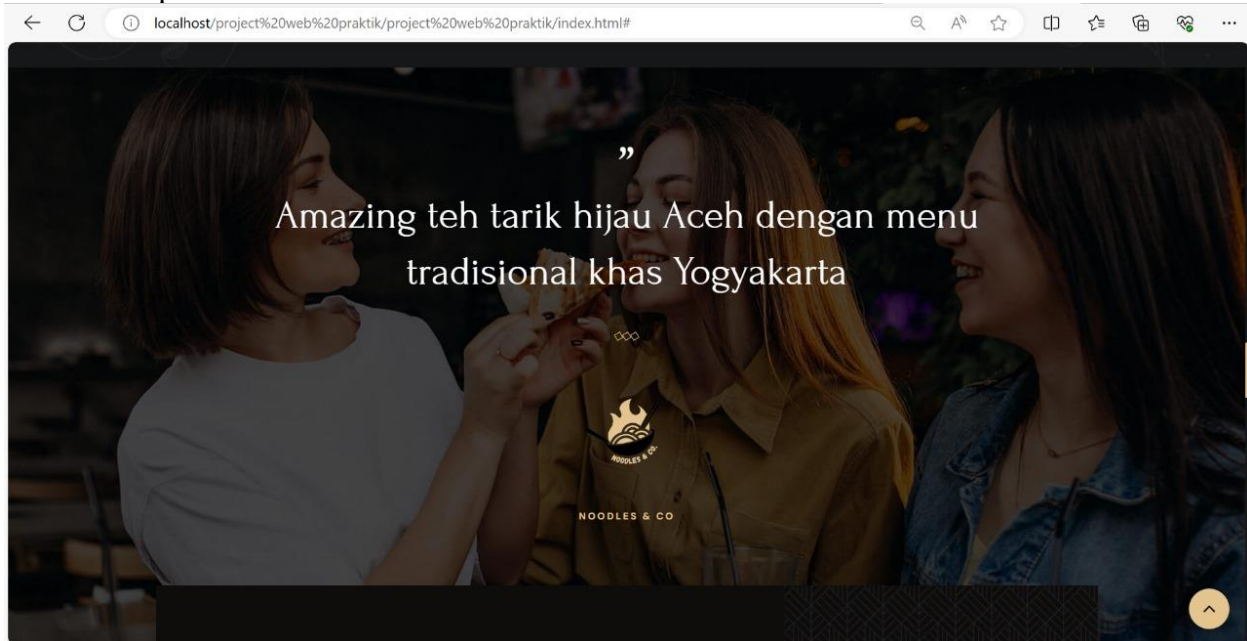 localhost/project%20web%20praktik/project%20web%20praktik/index.html#
”
Amazing teh tarik hijau Aceh dengan menu
tradisional khas Yogyakarta
NOODLES & CO.
NOODLES & CO